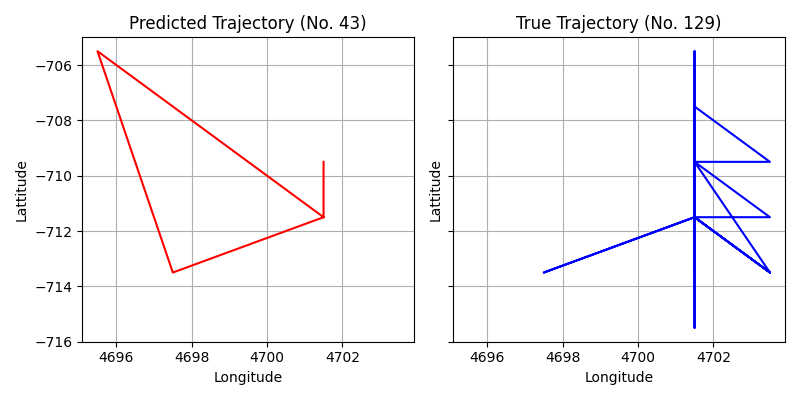 Predicted Trajectory (No. 43)
True Trajectory (No. 129)
−706
−708
−710
−712
−714
−716
Lattitude
4696
4698
4700
4702
Longitude
Lattitude
4696
4698
4700
4702
Longitude